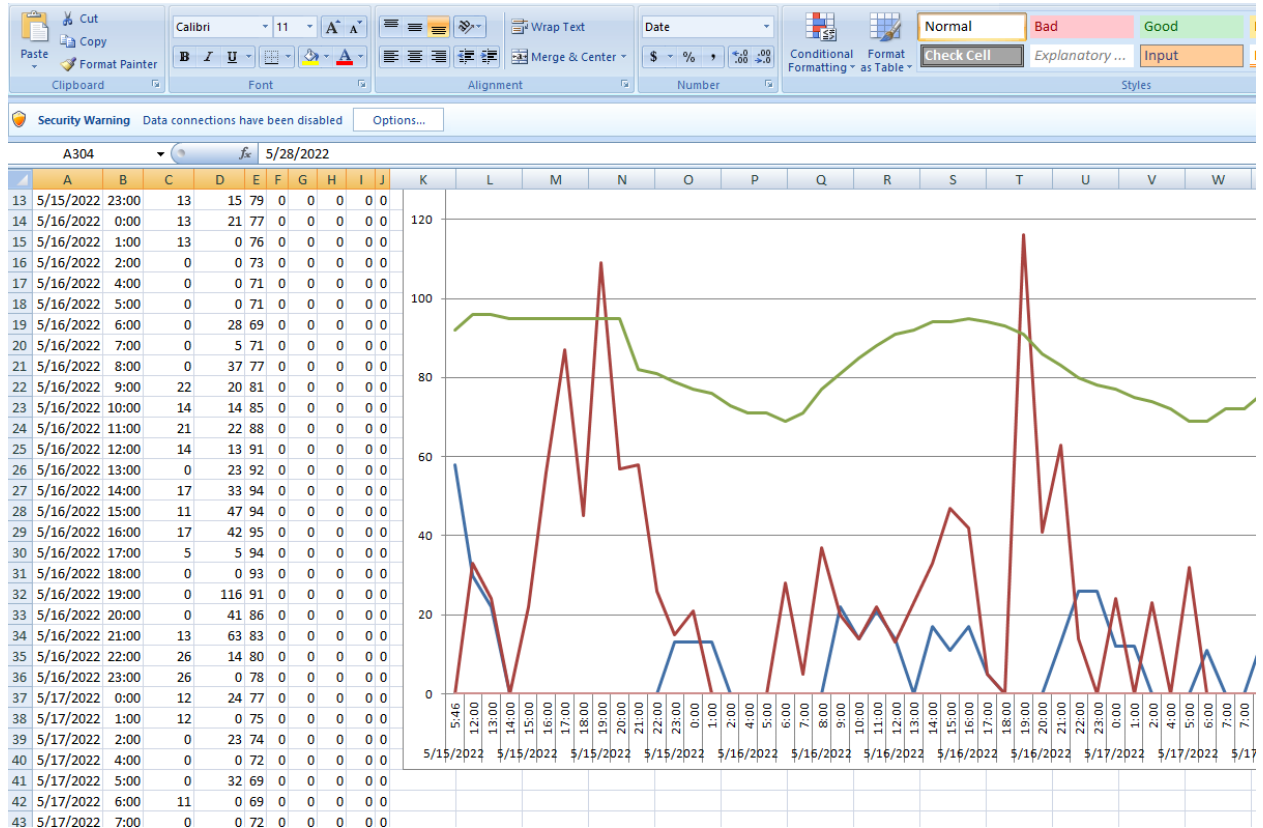 Cut
Copy
Format Painter
Paste
Clipboard
Calibri 11 A A
B I U A
Font
Wrap Text
Merge & Center
Alignment
Date
$ % , .0 .00 .00 .0
Number
Conditional Formatting
Format as Table
Normal Bad Good
Check Cell Explanatory ... Input
Styles
Security Warning Data connections have been disabled Options...
A304 fx 5/28/2022
A B C D E F G H I J K L M N O P Q R S T U V W
13 5/15/2022 23:00 13 15 79 0 0 0 0 0
14 5/16/2022 0:00 13 21 77 0 0 0 0 0
15 5/16/2022 1:00 13 0 76 0 0 0 0 0
16 5/16/2022 2:00 0 0 73 0 0 0 0 0
17 5/16/2022 4:00 0 0 71 0 0 0 0 0
18 5/16/2022 5:00 0 0 71 0 0 0 0 0
19 5/16/2022 6:00 0 28 69 0 0 0 0 0
20 5/16/2022 7:00 0 5 71 0 0 0 0 0
21 5/16/2022 8:00 0 37 77 0 0 0 0 0
22 5/16/2022 9:00 22 20 81 0 0 0 0 0
23 5/16/2022 10:00 14 14 85 0 0 0 0 0
24 5/16/2022 11:00 21 22 88 0 0 0 0 0
25 5/16/2022 12:00 14 13 91 0 0 0 0 0
26 5/16/2022 13:00 0 23 92 0 0 0 0 0
27 5/16/2022 14:00 17 33 94 0 0 0 0 0
28 5/16/2022 15:00 11 47 94 0 0 0 0 0
29 5/16/2022 16:00 17 42 95 0 0 0 0 0
30 5/16/2022 17:00 5 5 94 0 0 0 0 0
31 5/16/2022 18:00 0 0 93 0 0 0 0 0
32 5/16/2022 19:00 0 116 91 0 0 0 0 0
33 5/16/2022 20:00 0 41 86 0 0 0 0 0
34 5/16/2022 21:00 13 63 83 0 0 0 0 0
35 5/16/2022 22:00 26 14 80 0 0 0 0 0
36 5/16/2022 23:00 26 0 78 0 0 0 0 0
37 5/17/2022 0:00 12 24 77 0 0 0 0 0
38 5/17/2022 1:00 12 0 75 0 0 0 0 0
39 5/17/2022 2:00 0 23 74 0 0 0 0 0
40 5/17/2022 4:00 0 0 72 0 0 0 0 0
41 5/17/2022 5:00 0 32 69 0 0 0 0 0
42 5/17/2022 6:00 11 0 69 0 0 0 0 0
43 5/17/2022 7:00 0 0 72 0 0 0 0 0
120
100
80
60
40
20
0
5:46 12:00 13:00 14:00 15:00 16:00 17:00 18:00 19:00 20:00 21:00 22:00 23:00 0:00 1:00 2:00 4:00 5:00 6:00 7:00 8:00 9:00 10:00 11:00 12:00 13:00 14:00 15:00 16:00 17:00 18:00 19:00 20:00 21:00 22:00 23:00 0:00 1:00 2:00 4:00 5:00 6:00 7:00 7:00
5/15/2022 5/15/2022 5/15/2022 5/15/2022 5/16/2022 5/16/2022 5/16/2022 5/16/2022 5/16/2022 5/17/2022 5/17/2022 5/17